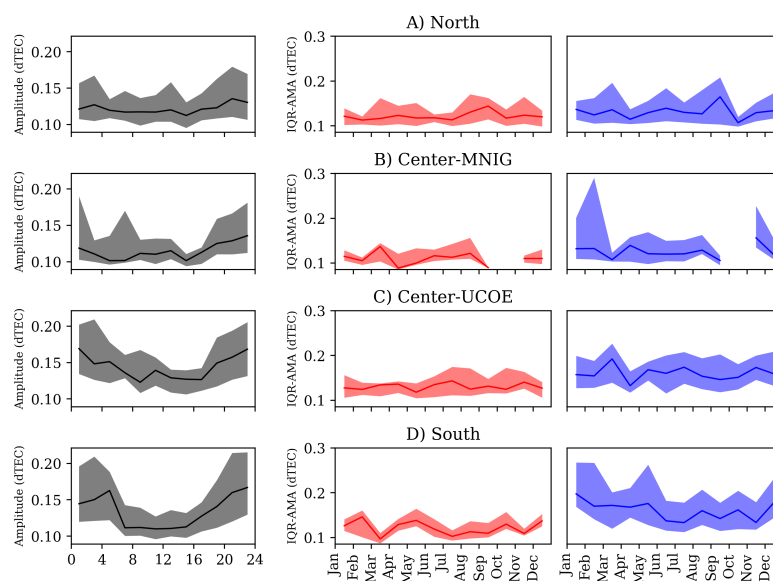 A) North
Amplitude (dTEC)
0.20
0.15
0.10
IQR-AMA (dTEC)
0.3
0.2
0.1
B) Center-MNIG
Amplitude (dTEC)
0.20
0.15
0.10
IQR-AMA (dTEC)
0.3
0.2
0.1
C) Center-UCOE
Amplitude (dTEC)
0.20
0.15
0.10
IQR-AMA (dTEC)
0.3
0.2
0.1
D) South
Amplitude (dTEC)
0.20
0.15
0.10
IQR-AMA (dTEC)
0.3
0.2
0.1
0 4 8 12 16 20 24
Jan Feb Mar Apr May Jun Jul Aug Sep Oct Nov Dec
Jan Feb Mar Apr May Jun Jul Aug Sep Oct Nov Dec